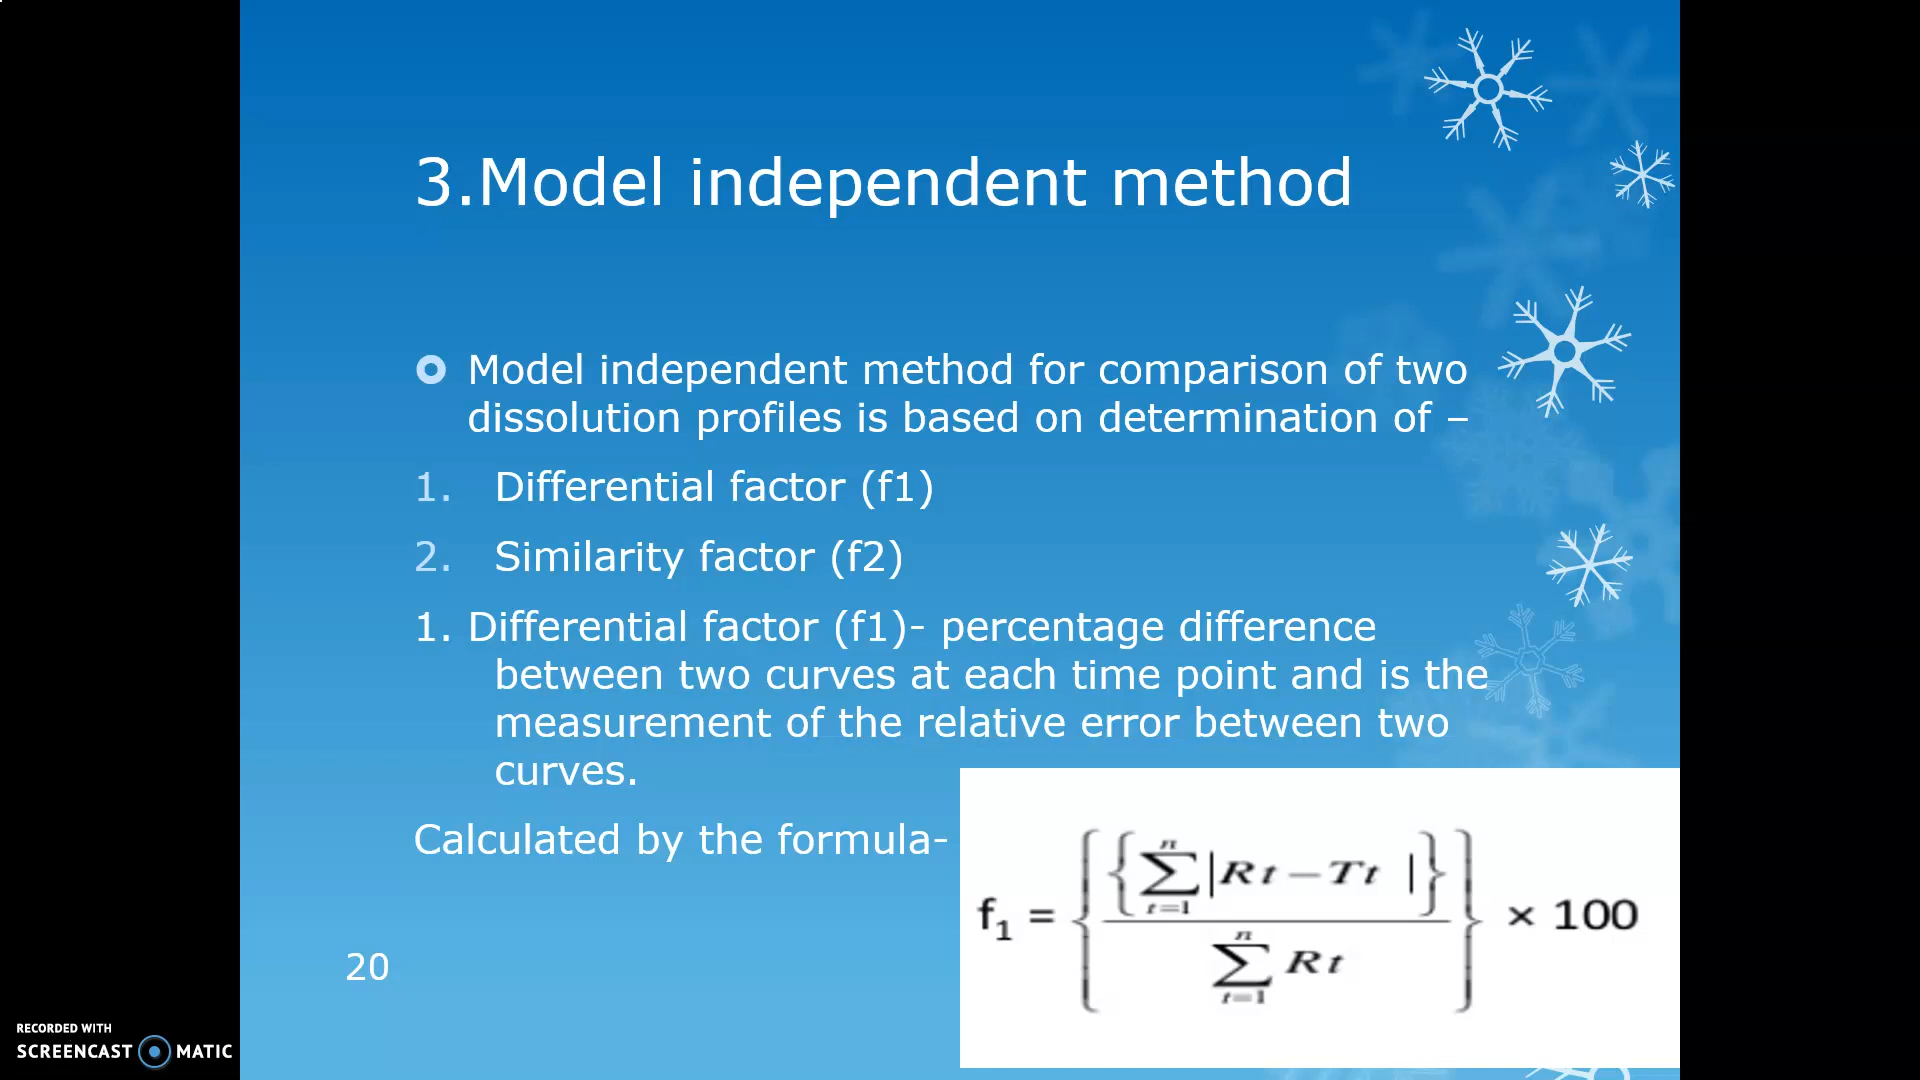 3.Model independent method
Model independent method for comparison of two
dissolution profiles is based on determination of –
1. Differential factor (f1)
2. Similarity factor (f2)
1. Differential factor (f1)- percentage difference
between two curves at each time point and is the
measurement of the relative error between two
curves.
Calculated by the formula-
f₁ = { { ∑ⁿₜ₌₁ |Rt − Tt | } / ∑ⁿₜ₌₁ Rt } × 100
20
RECORDED WITH
SCREENCAST MATIC